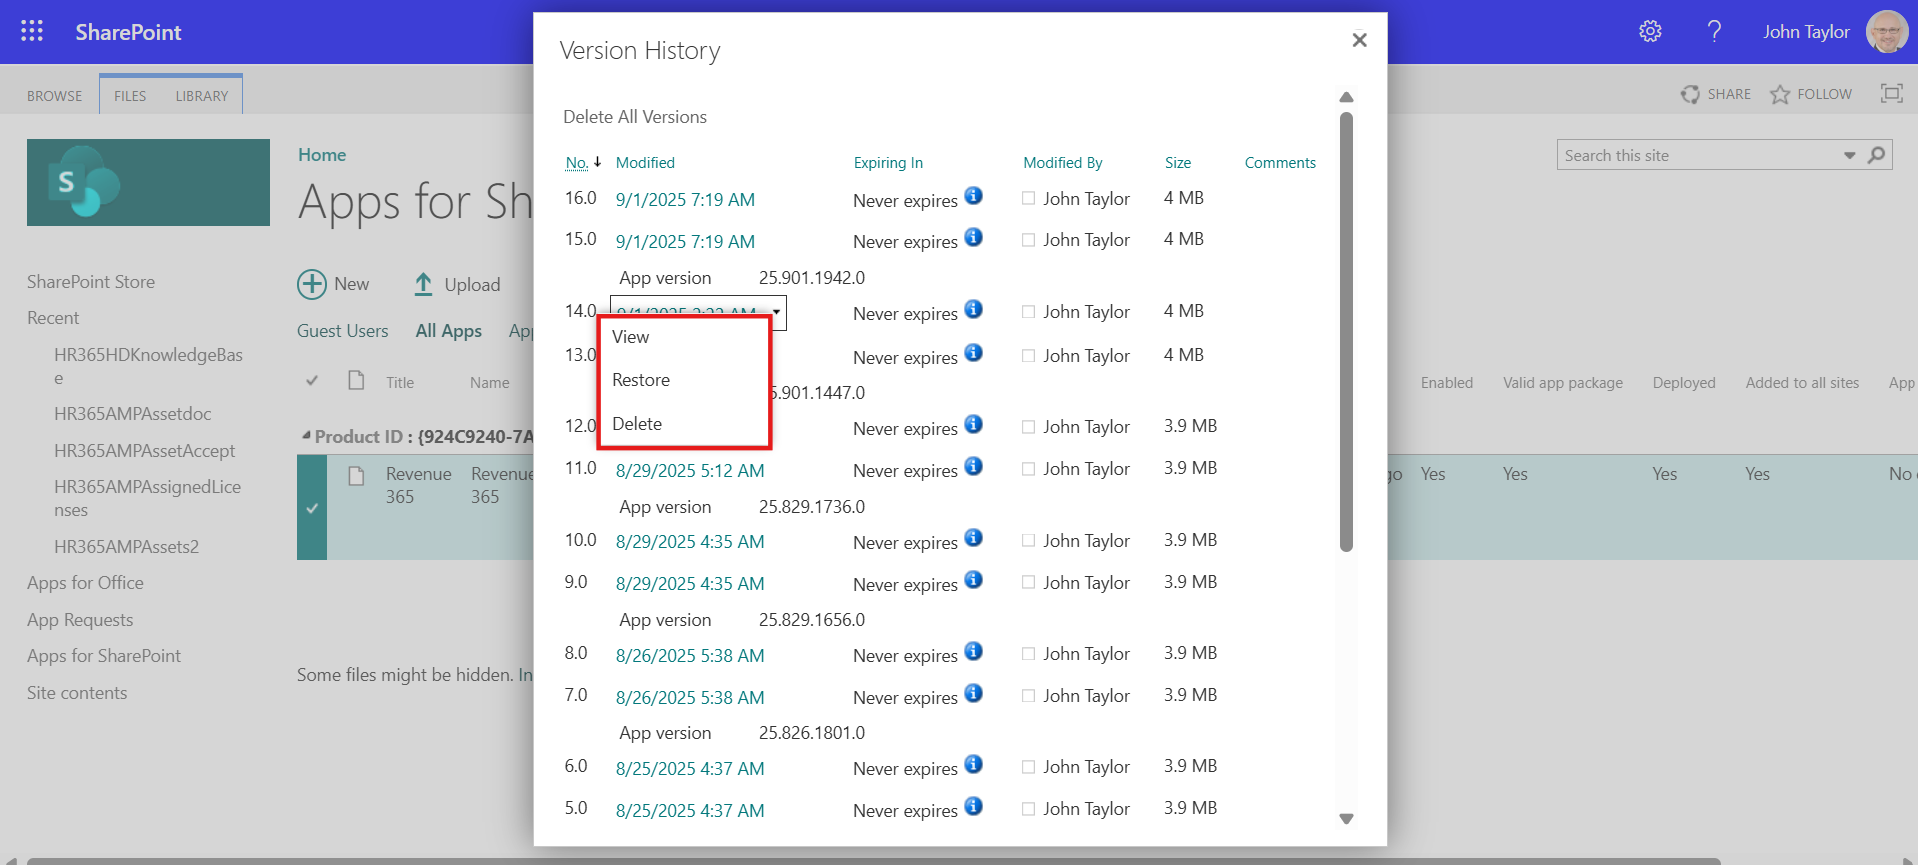 SharePoint
John Taylor
BROWSE FILES LIBRARY
SHARE FOLLOW
S
Home
Apps for Sh
Search this site
SharePoint Store
Recent
HR365HDKnowledgeBas
e
HR365AMPAssetdoc
HR365AMPAssetAccept
HR365AMPAssignedLice
nses
HR365AMPAssets2
Apps for Office
App Requests
Apps for SharePoint
Site contents
New Upload
Guest Users All Apps Ap
Title Name
Enabled Valid app package Deployed Added to all sites App
Product ID : {924C9240-7A
Revenue 365 Revenue 365
go Yes Yes Yes Yes No
Some files might be hidden. In
Version History
Delete All Versions
No. Modified Expiring In Modified By Size Comments
16.0 9/1/2025 7:19 AM Never expires John Taylor 4 MB
15.0 9/1/2025 7:19 AM Never expires John Taylor 4 MB
App version 25.901.1942.0
14.0 Never expires John Taylor 4 MB
View
Restore
Delete
13.0 Never expires John Taylor 4 MB
5.901.1447.0
12.0 Never expires John Taylor 3.9 MB
11.0 8/29/2025 5:12 AM Never expires John Taylor 3.9 MB
App version 25.829.1736.0
10.0 8/29/2025 4:35 AM Never expires John Taylor 3.9 MB
9.0 8/29/2025 4:35 AM Never expires John Taylor 3.9 MB
App version 25.829.1656.0
8.0 8/26/2025 5:38 AM Never expires John Taylor 3.9 MB
7.0 8/26/2025 5:38 AM Never expires John Taylor 3.9 MB
App version 25.826.1801.0
6.0 8/25/2025 4:37 AM Never expires John Taylor 3.9 MB
5.0 8/25/2025 4:37 AM Never expires John Taylor 3.9 MB